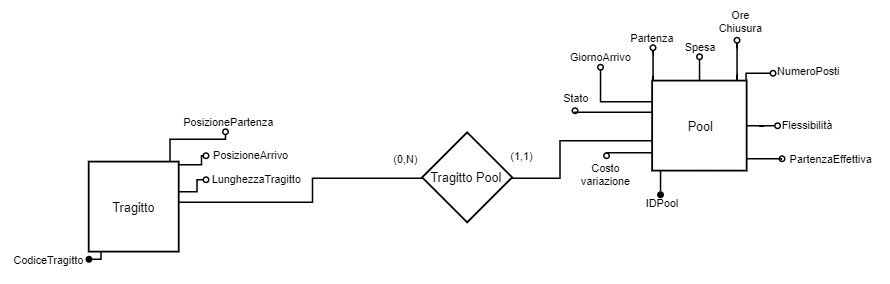 Ore
Chiusura
Partenza
Spesa
GiornoArrivo
NumeroPosti
Stato
PosizionePartenza
Pool
Flessibilità
PosizioneArrivo
(0,N)
(1,1)
PartenzaEffettiva
Costo
variazione
LunghezzaTragitto
Tragitto Pool
IDPool
Tragitto
CodiceTragitto